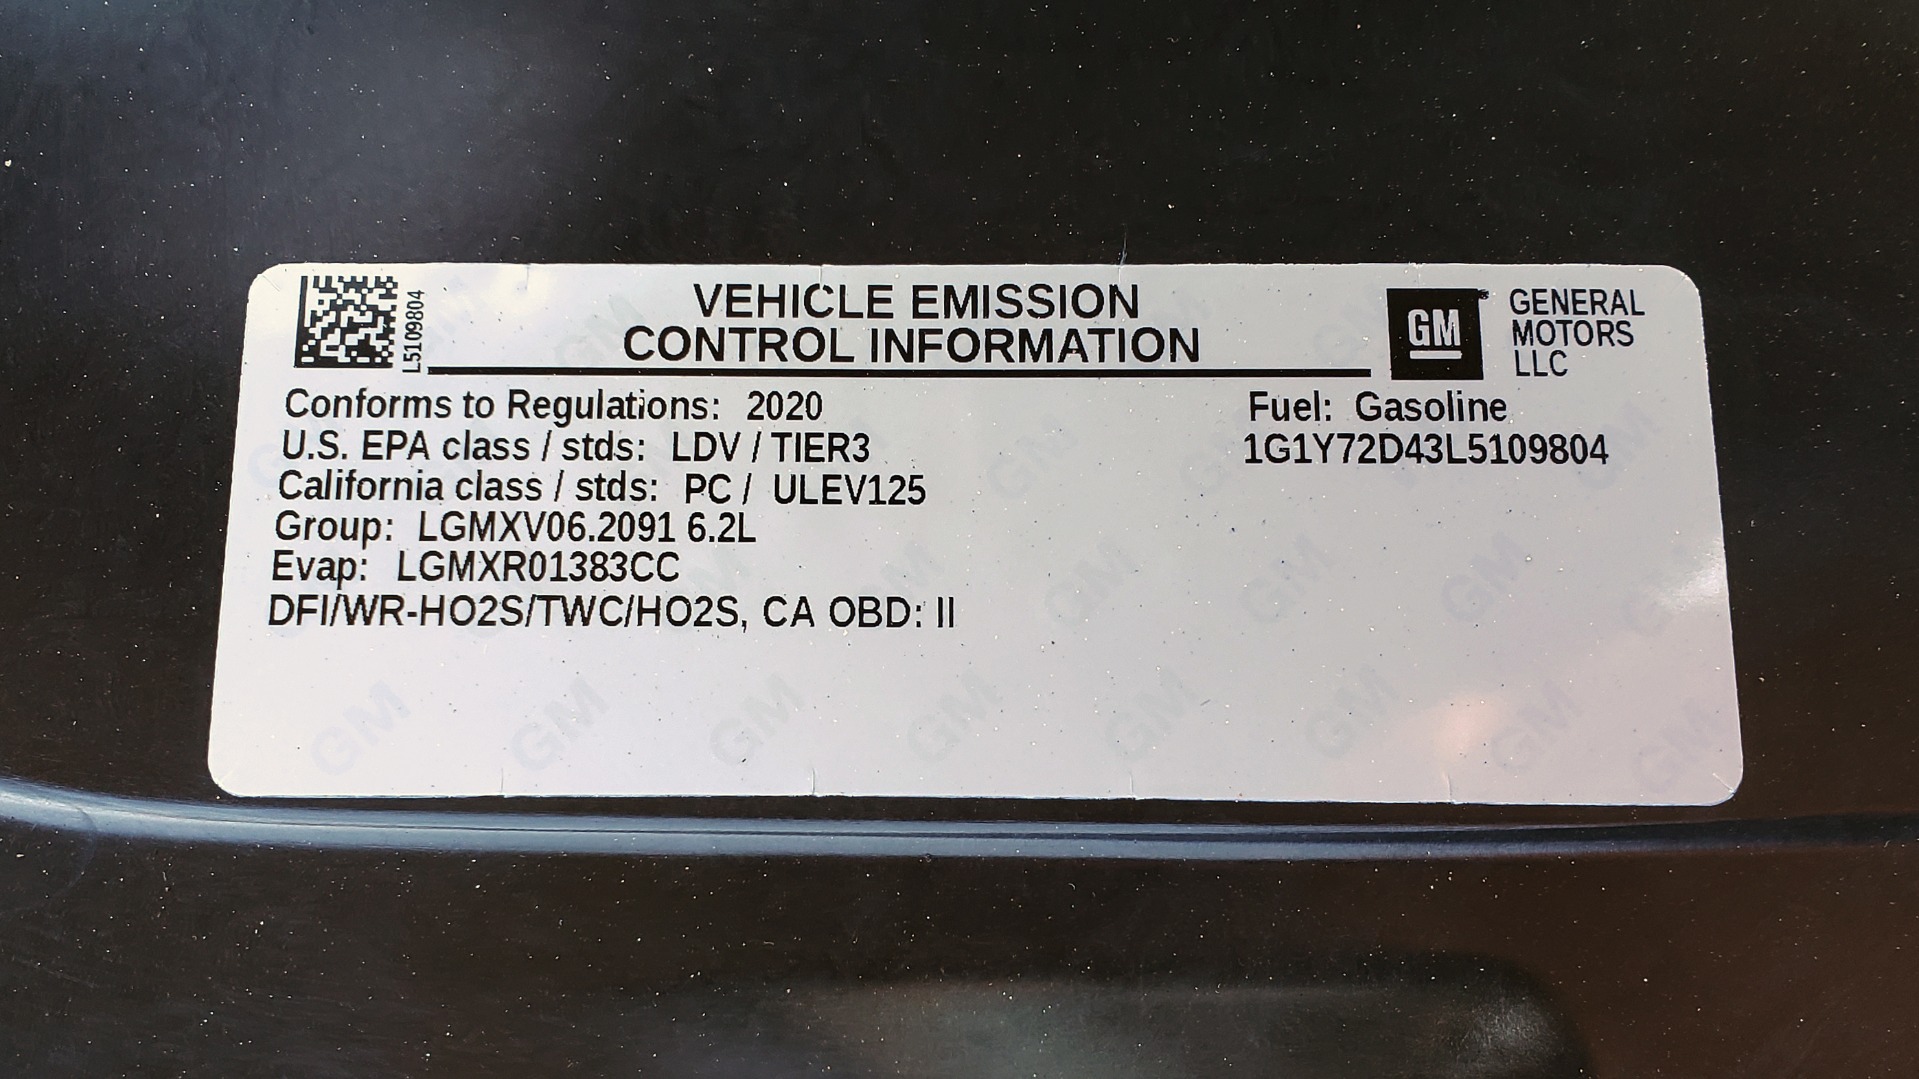 L5109804
VEHICLE EMISSION
CONTROL INFORMATION
GM
GENERAL
MOTORS
LLC
Conforms to Regulations: 2020
Fuel: Gasoline
U.S. EPA class / stds: LDV / TIER3
1G1Y72D43L5109804
California class / stds: PC / ULEV125
Group: LGMXV06.2091 6.2L
Evap: LGMXR01383CC
DFI/WR-HO2S/TWC/HO2S, CA OBD: II